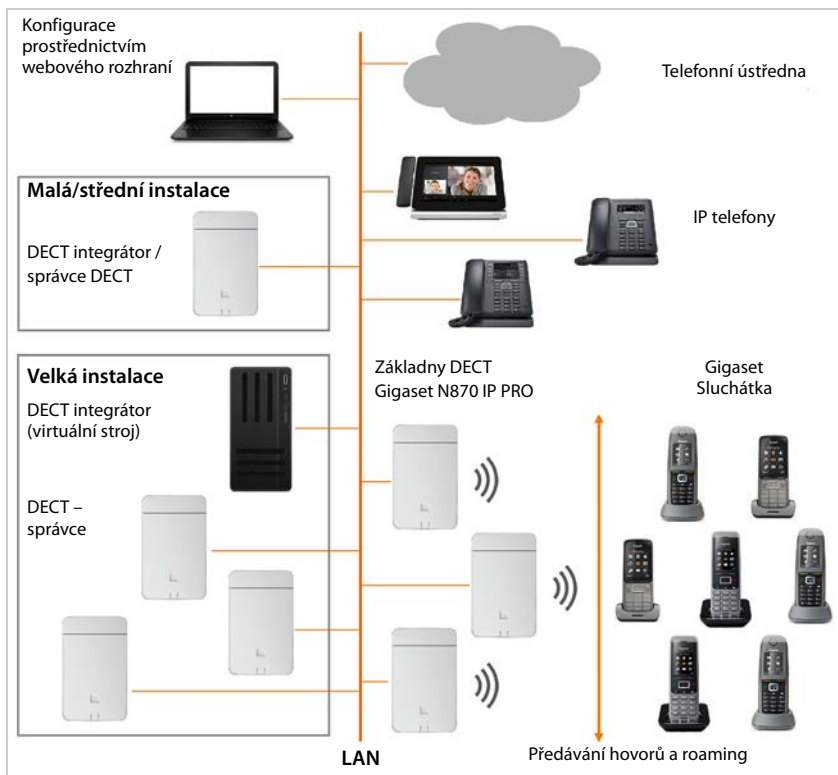 Konfigurace
prostřednictvím
webového rozhraní
Telefonní ústředna
Malá/střední instalace
DECT integrátor /
správce DECT
IP telefony
Velká instalace
DECT integrátor
(virtuální stroj)
DECT –
správce
Základny DECT
Gigaset N870 IP PRO
Gigaset
Sluchátka
LAN
Předávání hovorů a roaming